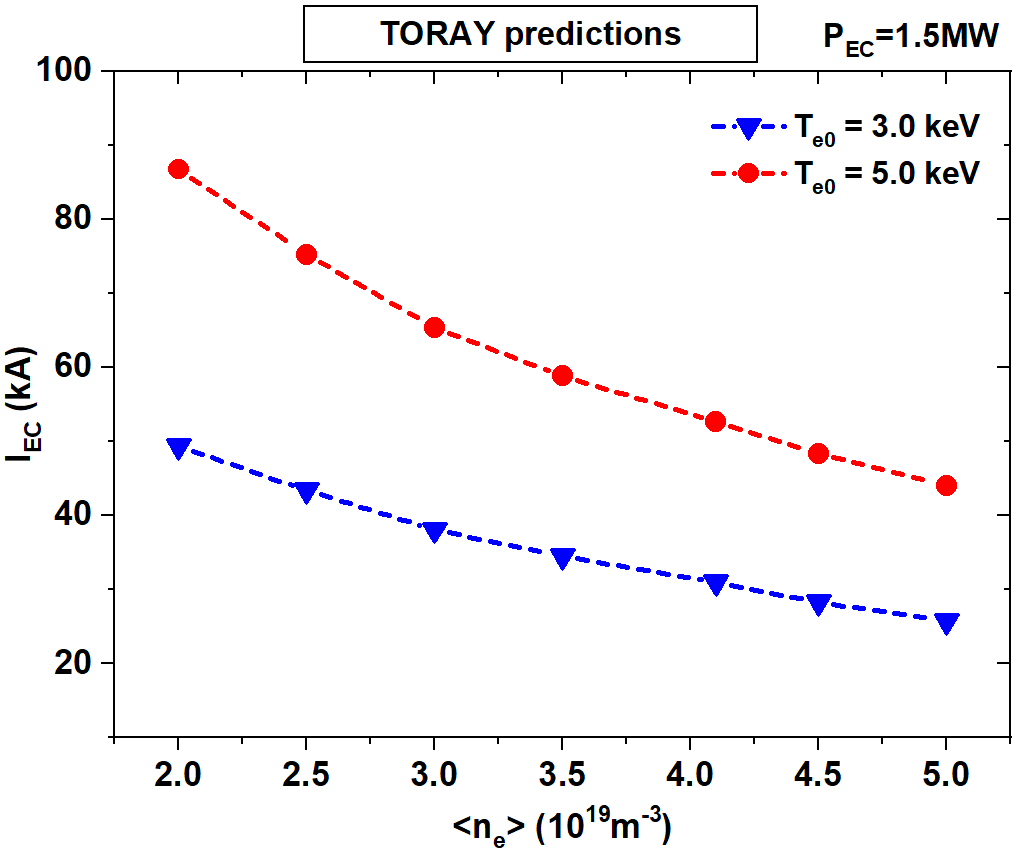 TORAY predictions
P_EC=1.5MW
T_e0 = 3.0 keV
T_e0 = 5.0 keV
100
80
60
40
20
I_EC (kA)
2.0 2.5 3.0 3.5 4.0 4.5 5.0
<n_e> (10^19m^-3)